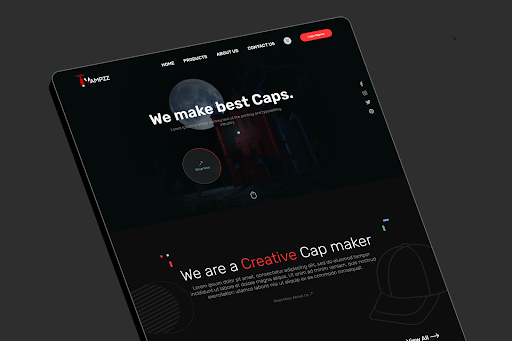 AMPIZ
HOME PRODUCTS ABOUT US CONTACT US
We make best Caps.
Lorem Ipsum is simply dummy text of the printing and typesetting
industry
Shop Now
We are a Creative Cap maker
Lorem ipsum dolor sit amet, consectetur adipiscing elit, sed do eiusmod tempor
incididunt ut labore et dolore magna aliqua. Ut enim ad minim veniam, quis nostrud
exercitation ullamco laboris nisi ut aliquip ex ea commodo consequat.
Read More About Us
View All